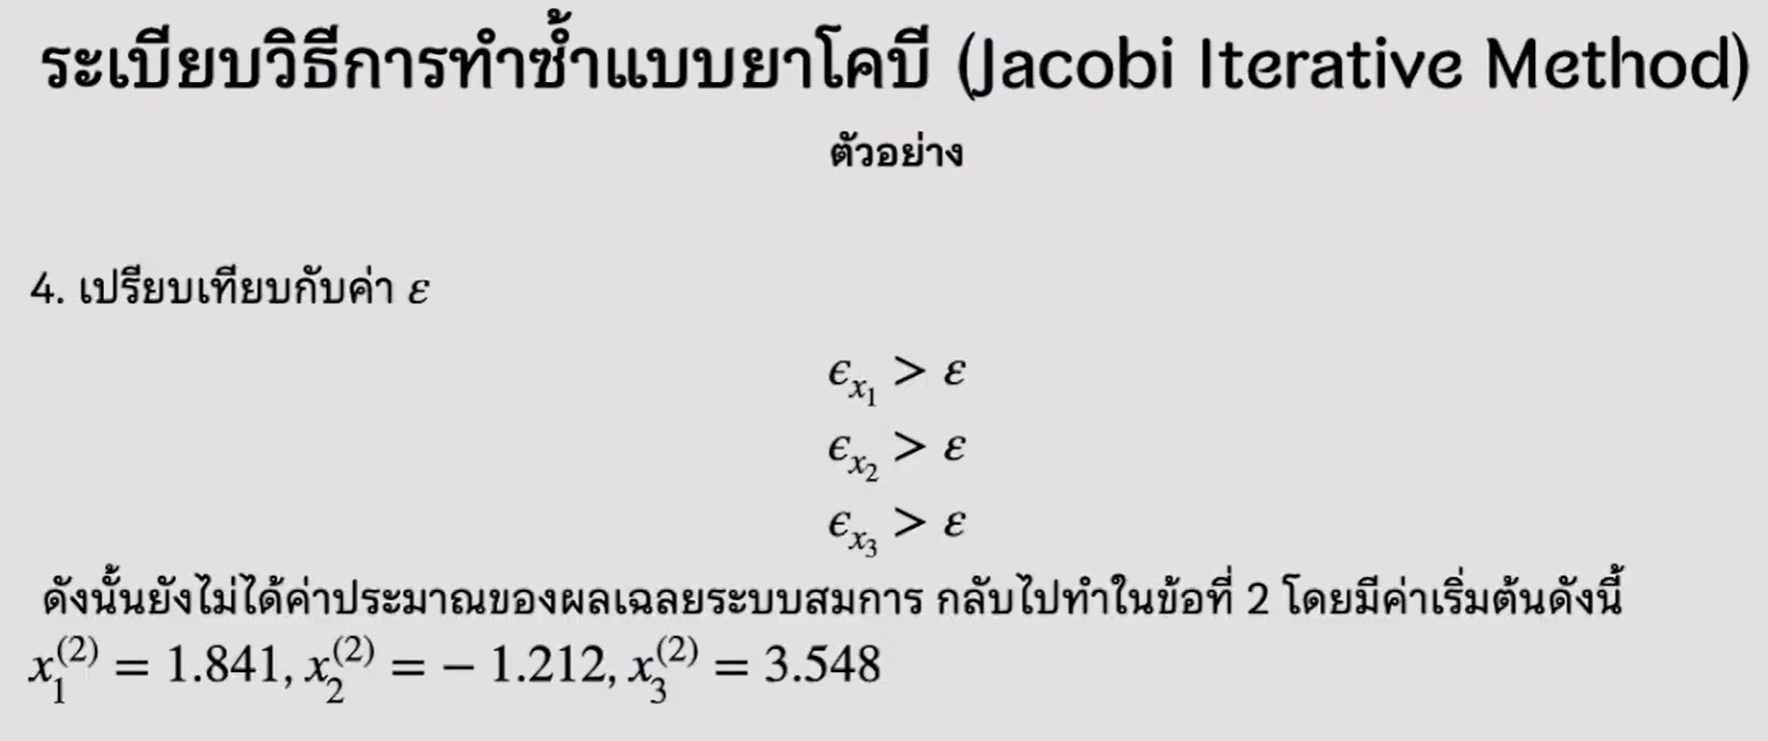 ระเบียบวิธีการทำซ้ำแบบยาโคบี (Jacobi Iterative Method)
ตัวอย่าง
4. เปรียบเทียบกับค่า ε
ϵ_{x_1} > ε
ϵ_{x_2} > ε
ϵ_{x_3} > ε
ดังนั้นยังไม่ได้ค่าประมาณของผลเฉลยระบบสมการ กลับไปทำในข้อที่ 2 โดยมีค่าเริ่มต้นดังนี้
x_1^{(2)} = 1.841, x_2^{(2)} = − 1.212, x_3^{(2)} = 3.548